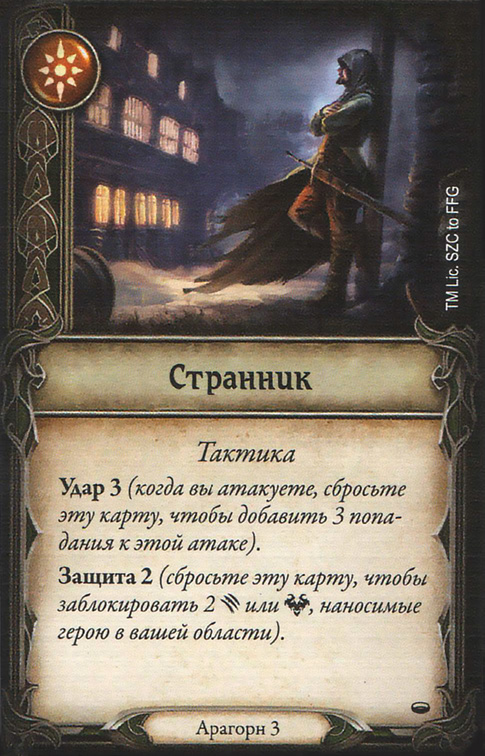 TM Lic. SZC to FFG
Странник
Тактика
Удар 3 (когда вы атакуете, сбросьте
эту карту, чтобы добавить 3 попа-
дания к этой атаке).
Защита 2 (сбросьте эту карту, чтобы
заблокировать 2 или , наносимые
герою в вашей области).
Арагорн 3